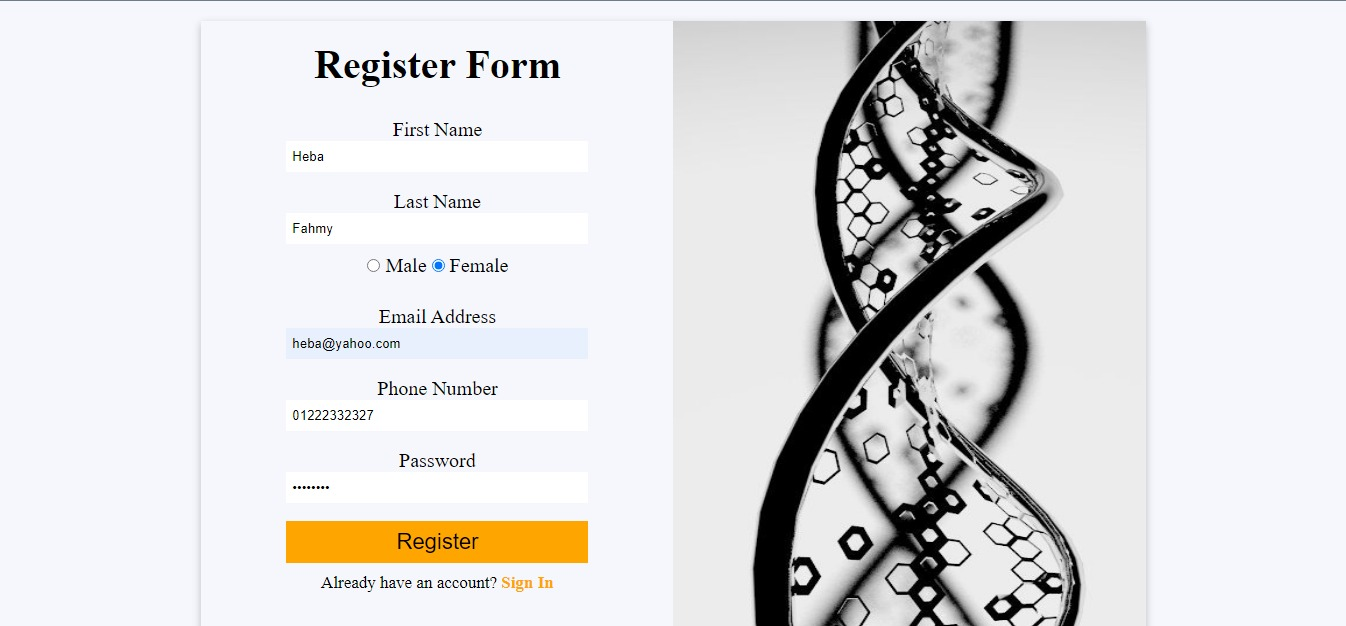 Register Form
First Name
Heba
Last Name
Fahmy
Male Female
Email Address
heba@yahoo.com
Phone Number
01222332327
Password
••••••••
Register
Already have an account? Sign In